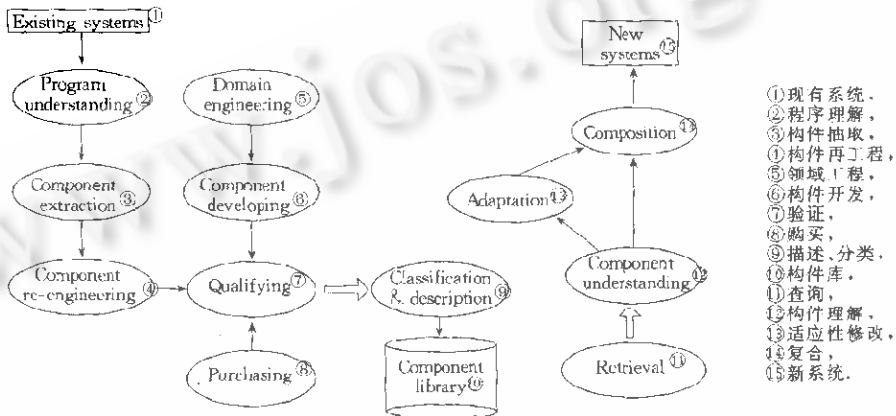 Existing systems①
Program
understanding②
Component
extraction③
Component
re-engineering④
Domain
engineering⑤
Component
developing⑥
Qualifying⑦
Purchasing⑧
Classification
& description⑨
Component
library⑩
New
systems⑮
Composition⑭
Adaptation⑬
Component
understanding⑫
Retrieval⑪
①现有系统,
②程序理解,
③构件抽取,
④构件再工程,
⑤领域工程,
⑥构件开发,
⑦验证,
⑧购买,
⑨描述、分类,
⑩构件库,
⑪查询,
⑫构件理解,
⑬适应性修改,
⑭复合,
⑮新系统.
www.jos.org